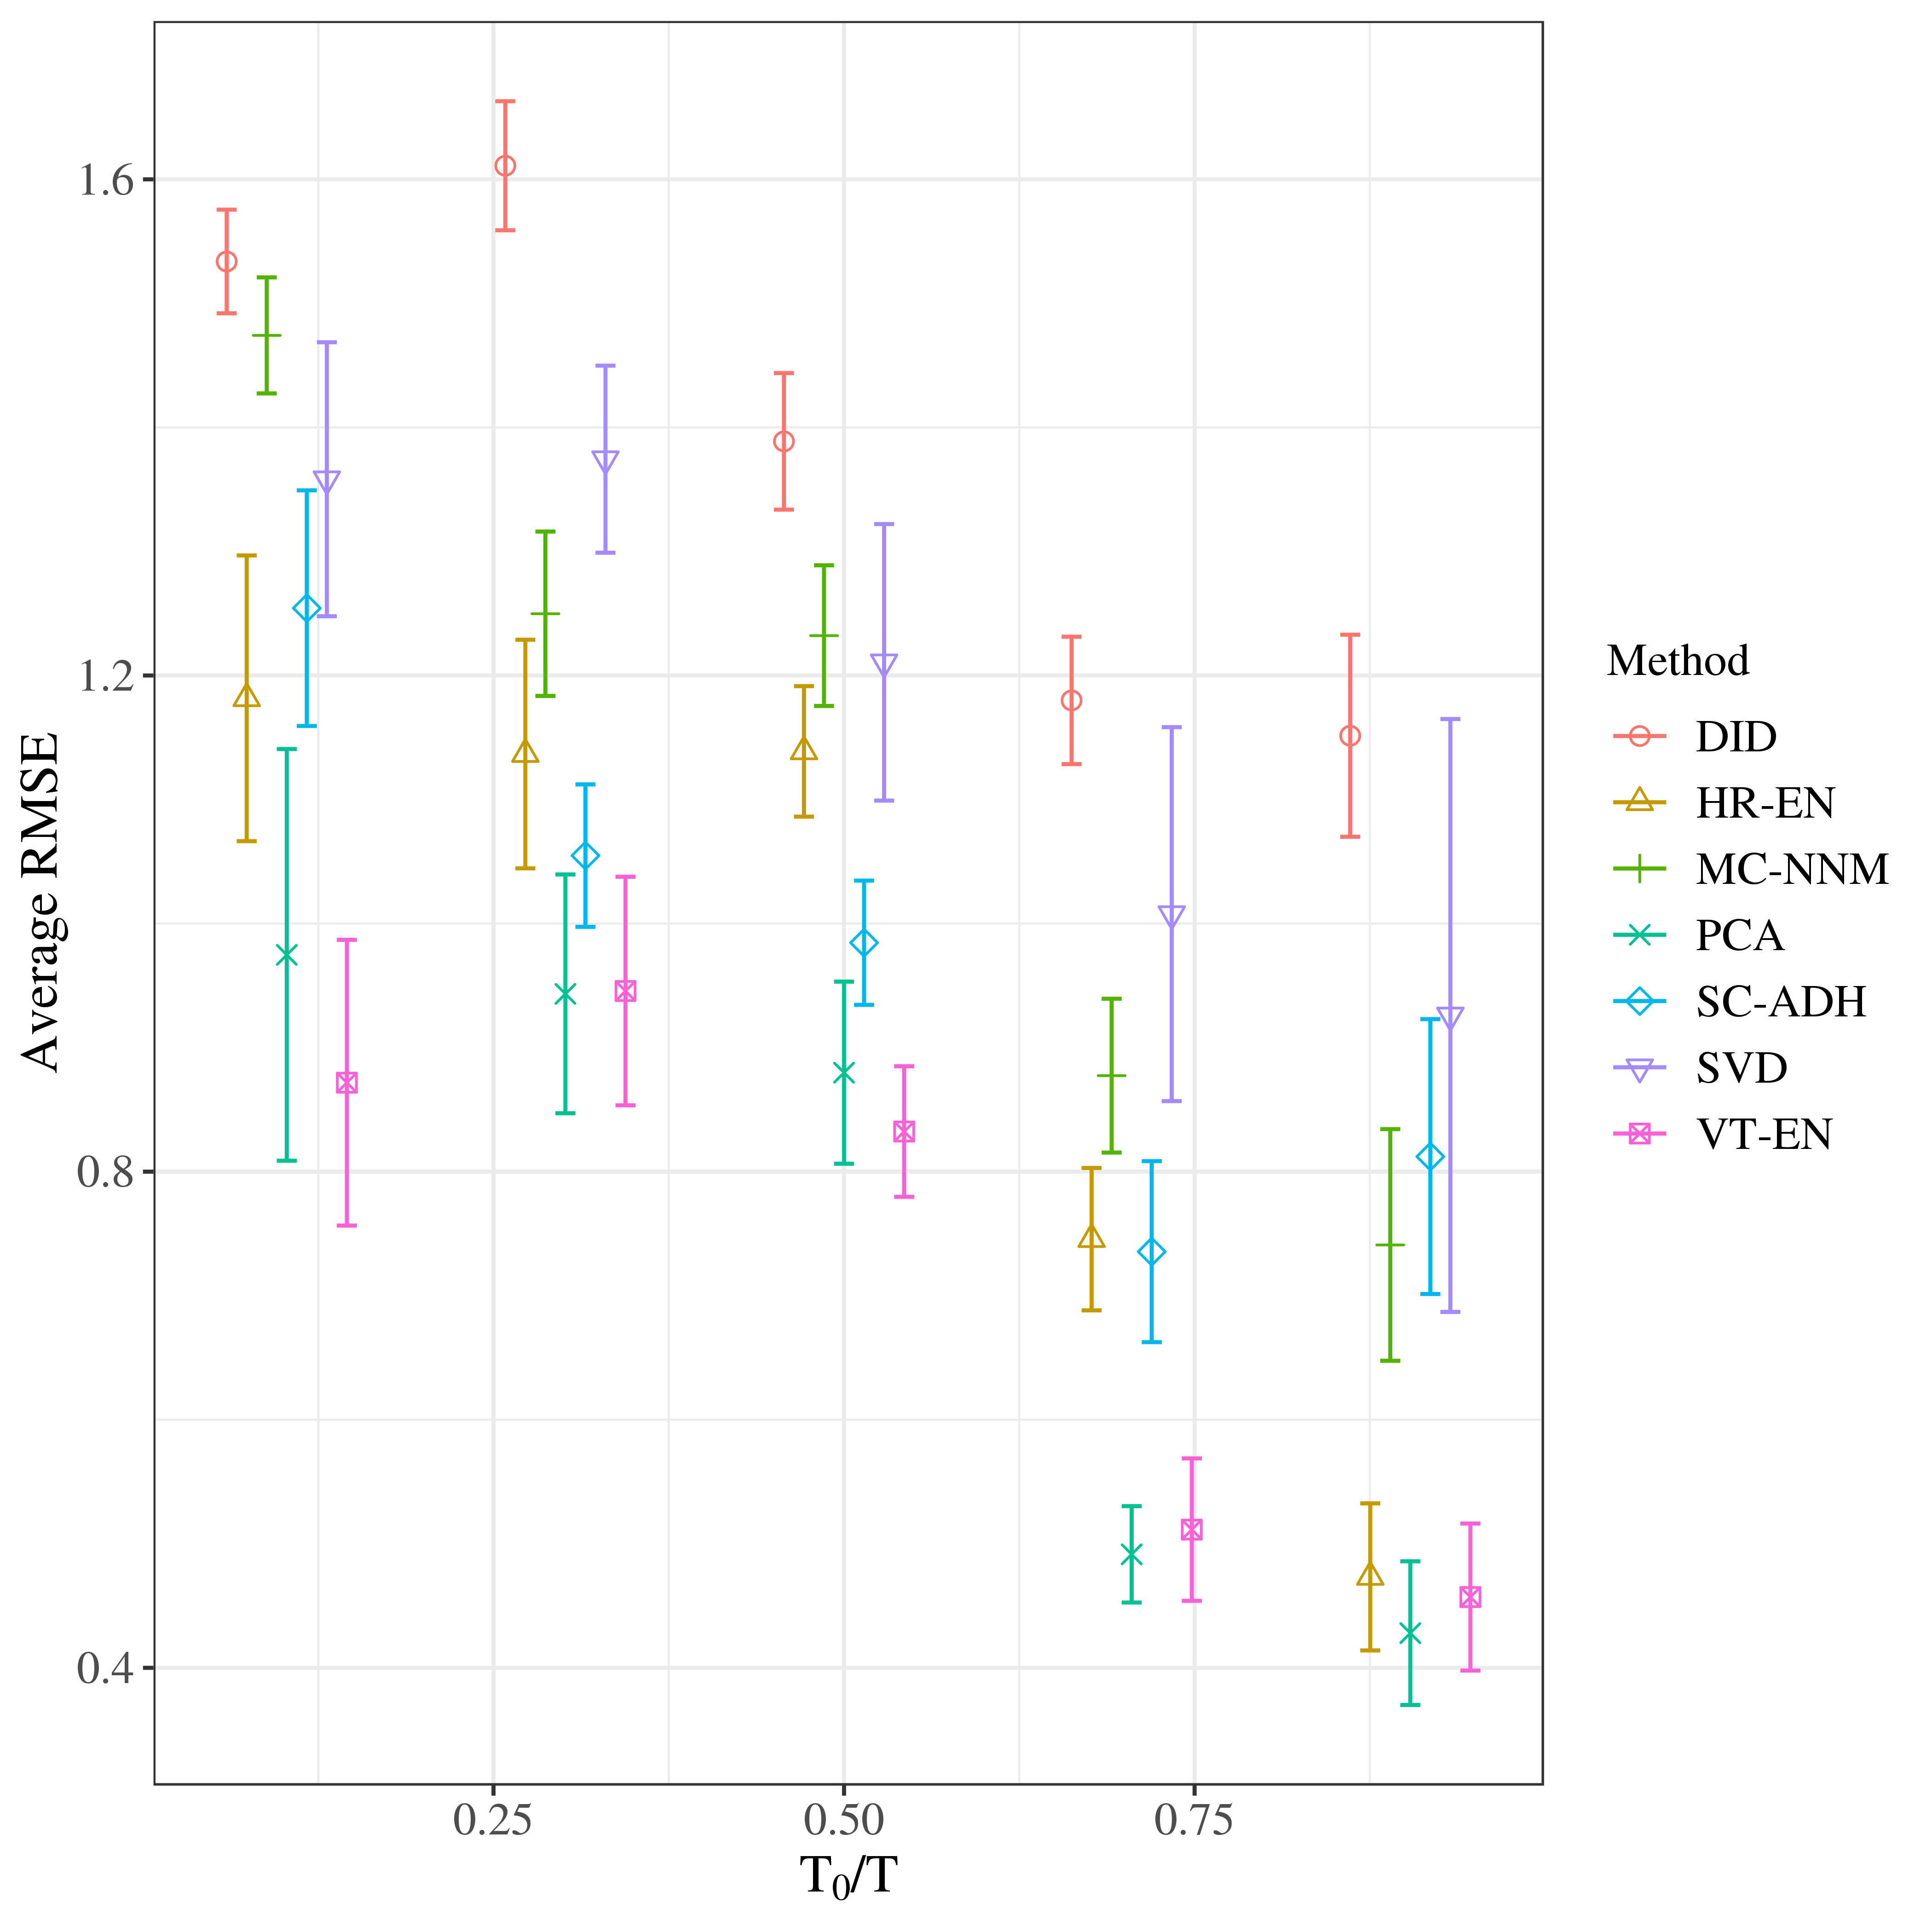 1.6
1.2
0.8
0.4
Average RMSE
0.25
0.50
0.75
T₀/T
Method
DID
HR-EN
MC-NNM
PCA
SC-ADH
SVD
VT-EN